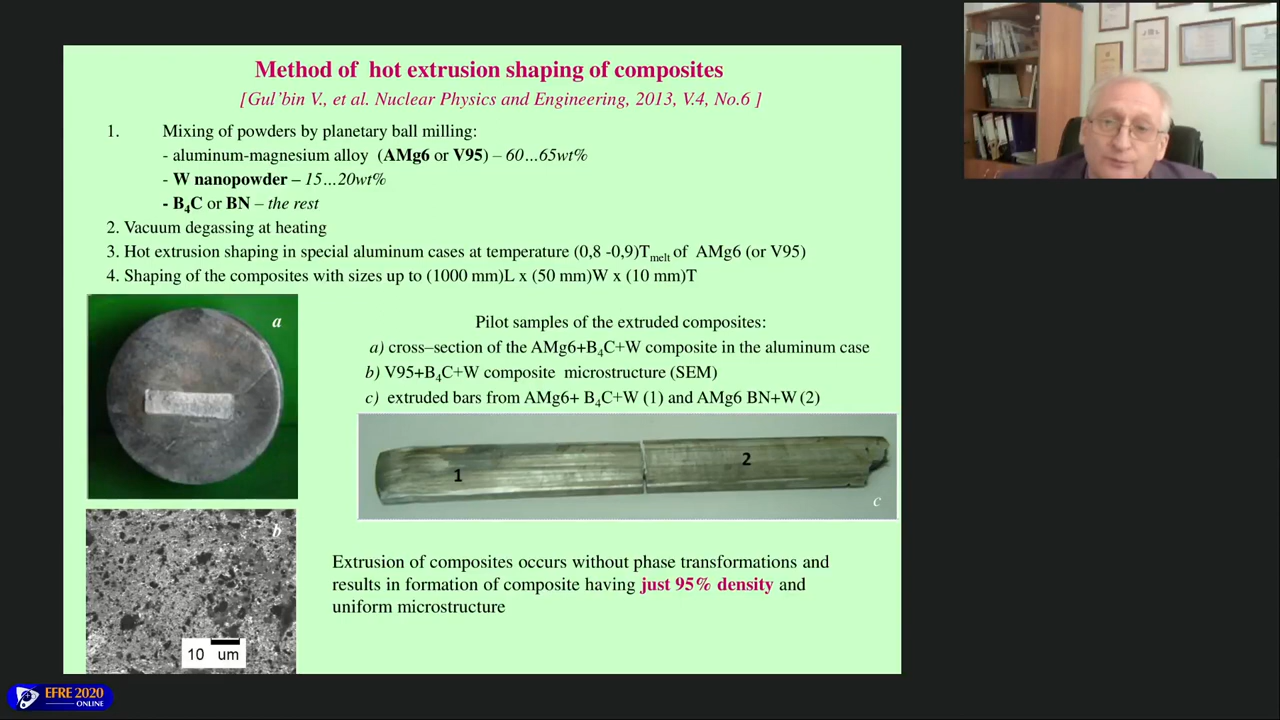 Method of hot extrusion shaping of composites
[Gul'bin V., et al. Nuclear Physics and Engineering, 2013, V.4, No.6 ]
1. Mixing of powders by planetary ball milling:
- aluminum-magnesium alloy (AMg6 or V95) – 60…65wt%
- W nanopowder – 15…20wt%
- B4C or BN – the rest
2. Vacuum degassing at heating
3. Hot extrusion shaping in special aluminum cases at temperature (0,8 -0,9)Tmelt of AMg6 (or V95)
4. Shaping of the composites with sizes up to (1000 mm)L x (50 mm)W x (10 mm)T
a
Pilot samples of the extruded composites:
a) cross–section of the AMg6+B4C+W composite in the aluminum case
b) V95+B4C+W composite microstructure (SEM)
c) extruded bars from AMg6+ B4C+W (1) and AMg6 BN+W (2)
1
2
c
b
10 um
Extrusion of composites occurs without phase transformations and
results in formation of composite having just 95% density and
uniform microstructure
EFRE 2020
ONLINE